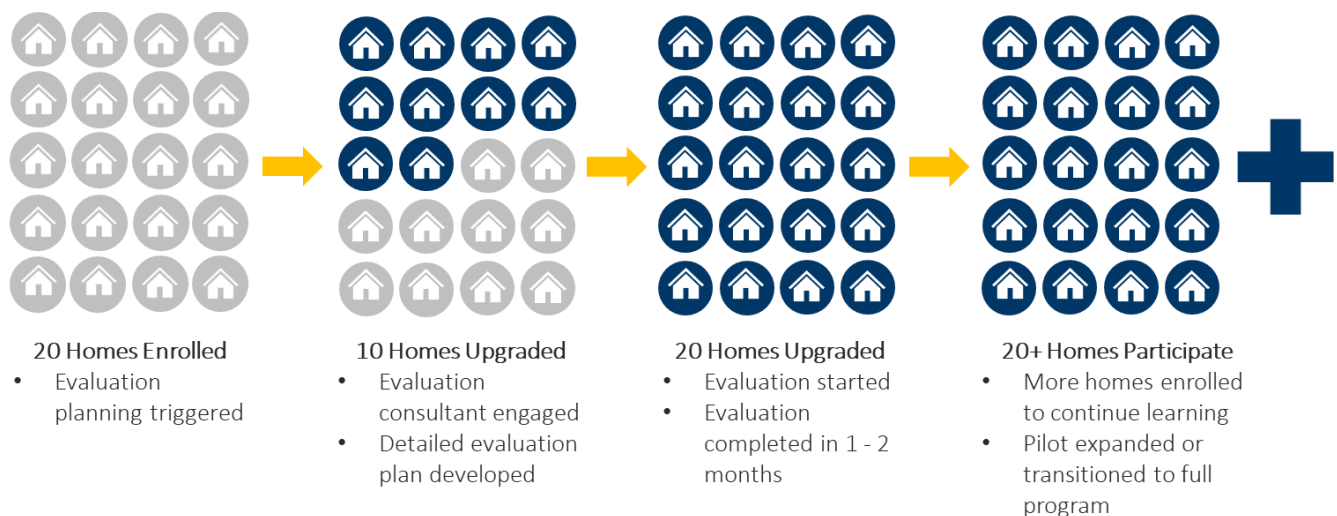 20 Homes Enrolled
• Evaluation
planning triggered
10 Homes Upgraded
• Evaluation
consultant engaged
• Detailed evaluation
plan developed
20 Homes Upgraded
• Evaluation started
• Evaluation
completed in 1 - 2
months
20+ Homes Participate
• More homes enrolled
to continue learning
• Pilot expanded or
transitioned to full
program